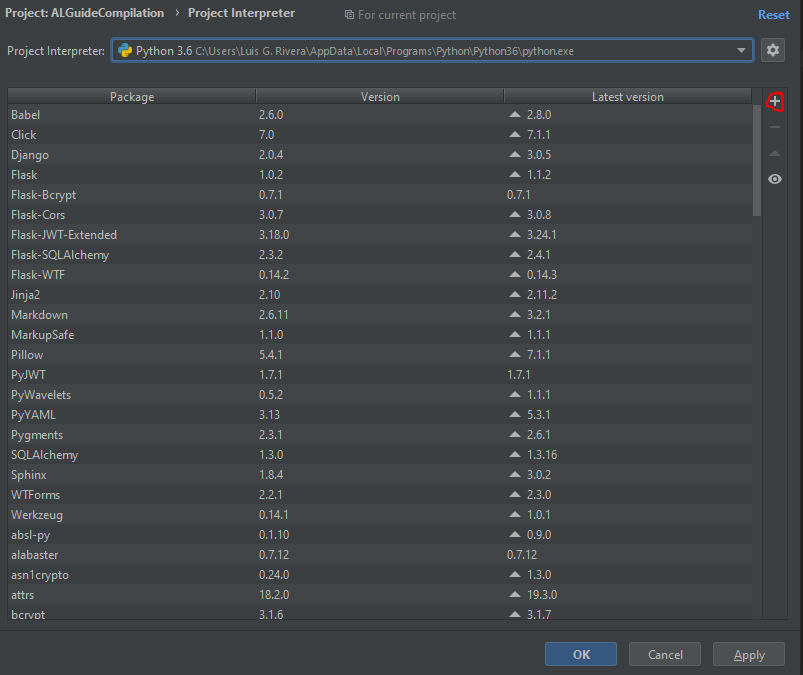 Project: ALGuideCompilation › Project Interpreter For current project Reset
Project Interpreter: Python 3.6 C:\Users\Luis G. Rivera\AppData\Local\Programs\Python\Python36\python.exe
Package Version Latest version
Babel 2.6.0 2.8.0
Click 7.0 7.1.1
Django 2.0.4 3.0.5
Flask 1.0.2 1.1.2
Flask-Bcrypt 0.7.1 0.7.1
Flask-Cors 3.0.7 3.0.8
Flask-JWT-Extended 3.18.0 3.24.1
Flask-SQLAlchemy 2.3.2 2.4.1
Flask-WTF 0.14.2 0.14.3
Jinja2 2.10 2.11.2
Markdown 2.6.11 3.2.1
MarkupSafe 1.1.0 1.1.1
Pillow 5.4.1 7.1.1
PyJWT 1.7.1 1.7.1
PyWavelets 0.5.2 1.1.1
PyYAML 3.13 5.3.1
Pygments 2.3.1 2.6.1
SQLAlchemy 1.3.0 1.3.16
Sphinx 1.8.4 3.0.2
WTForms 2.2.1 2.3.0
Werkzeug 0.14.1 1.0.1
absl-py 0.1.10 0.9.0
alabaster 0.7.12 0.7.12
asn1crypto 0.24.0 1.3.0
attrs 18.2.0 19.3.0
bcrypt 3.1.6 3.1.7
OK Cancel Apply